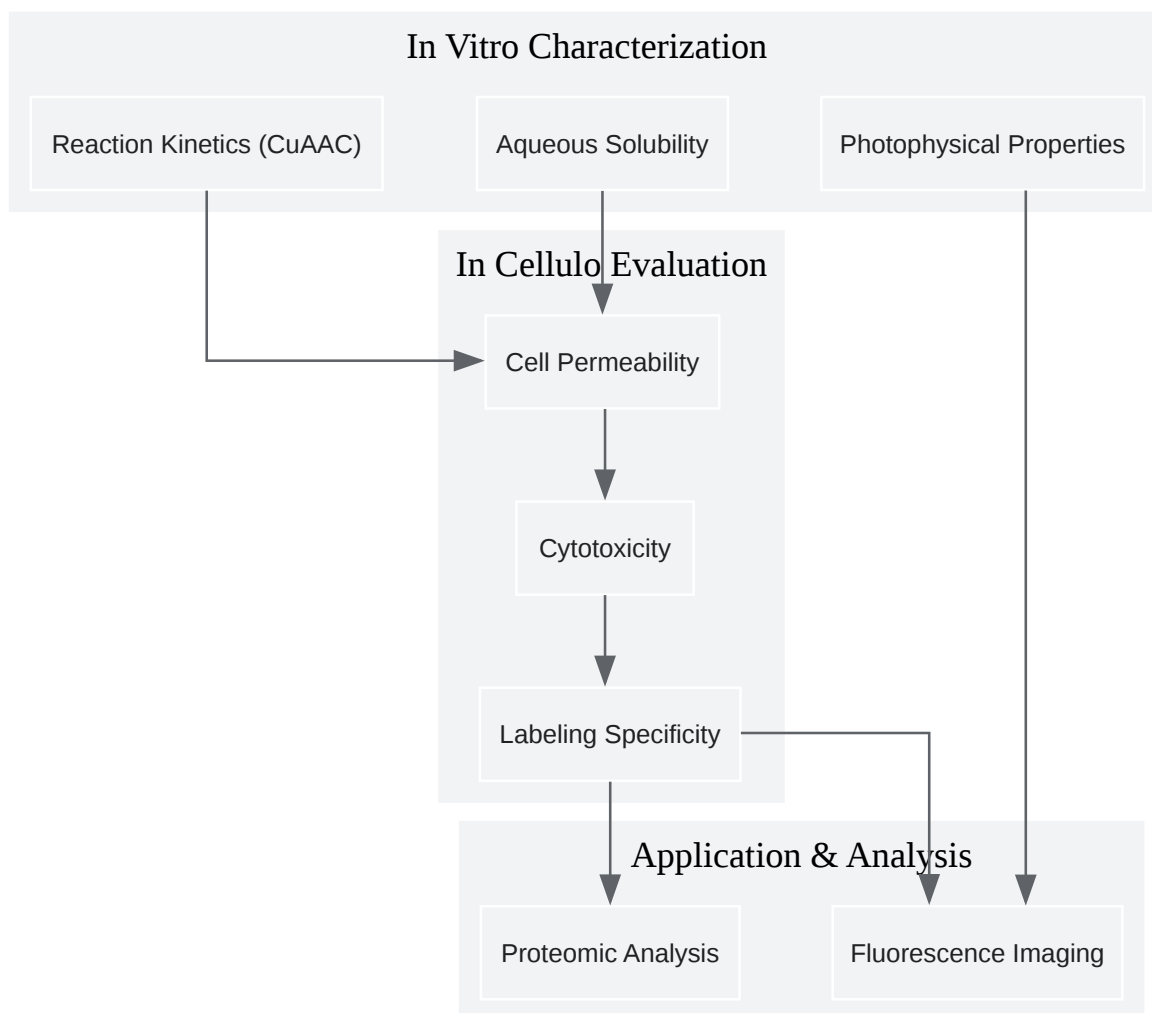 In Vitro Characterization
Reaction Kinetics (CuAAC)
Aqueous Solubility
Photophysical Properties
In Cellulo Evaluation
Cell Permeability
Cytotoxicity
Labeling Specificity
Application & Analysis
Proteomic Analysis
Fluorescence Imaging